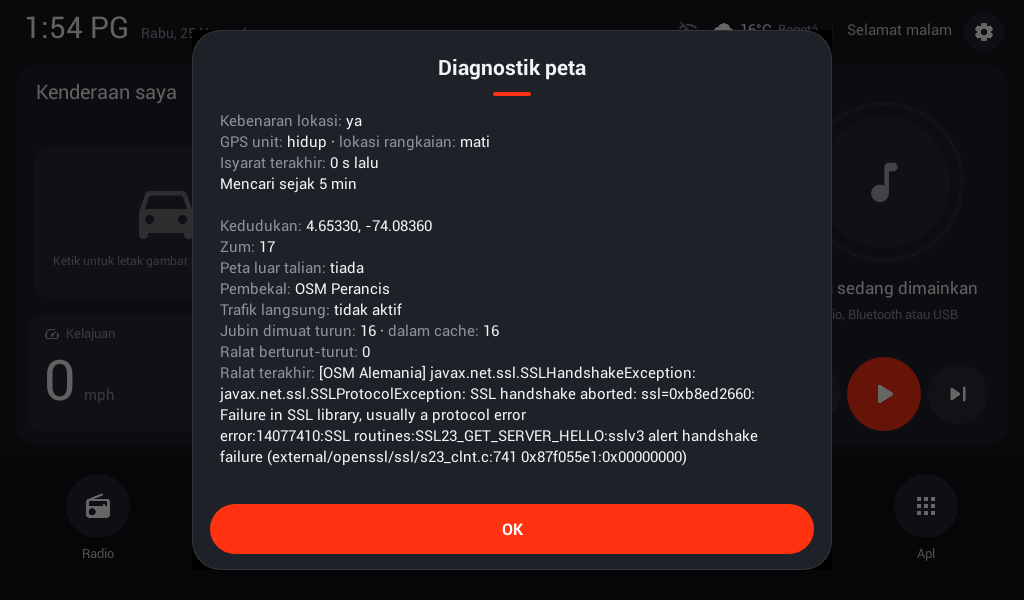 1:54 PG
Rabu, 25
16°C Bogotá
Selamat malam
Kenderaan saya
Diagnostik peta
Kebenaran lokasi: ya
GPS unit: hidup · lokasi rangkaian: mati
Isyarat terakhir: 0 s lalu
Mencari sejak 5 min
Kedudukan: 4.65330, -74.08360
Zum: 17
Peta luar talian: tiada
Pembekal: OSM Perancis
Trafik langsung: tidak aktif
Jubin dimuat turun: 16 · dalam cache: 16
Ralat berturut-turut: 0
Ralat terakhir: [OSM Alemania] javax.net.ssl.SSLHandshakeException:
javax.net.ssl.SSLProtocolException: SSL handshake aborted: ssl=0xb8ed2660:
Failure in SSL library, usually a protocol error
error:14077410:SSL routines:SSL23_GET_SERVER_HELLO:sslv3 alert handshake
failure (external/openssl/ssl/s23_clnt.c:741 0x87f055e1:0x00000000)
OK
Ketik untuk letak gambar
Kelajuan
0 mph
sedang dimainkan
Bluetooth atau USB
Radio
Apl